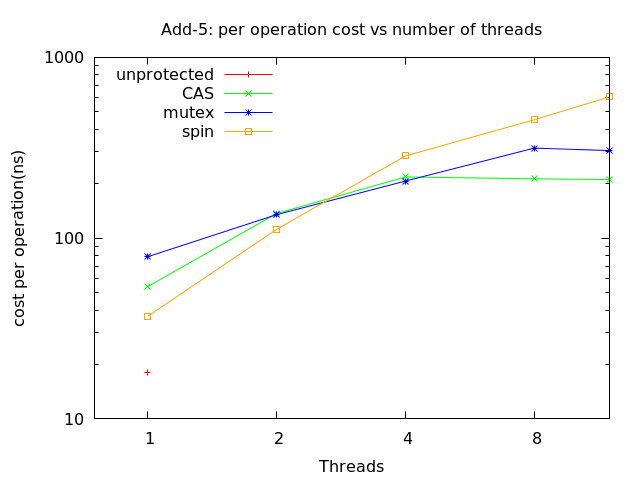 Add-5: per operation cost vs number of threads
1000
unprotected
CAS
mutex
spin
100
cost per operation(ns)
10
1 2 4 8
Threads